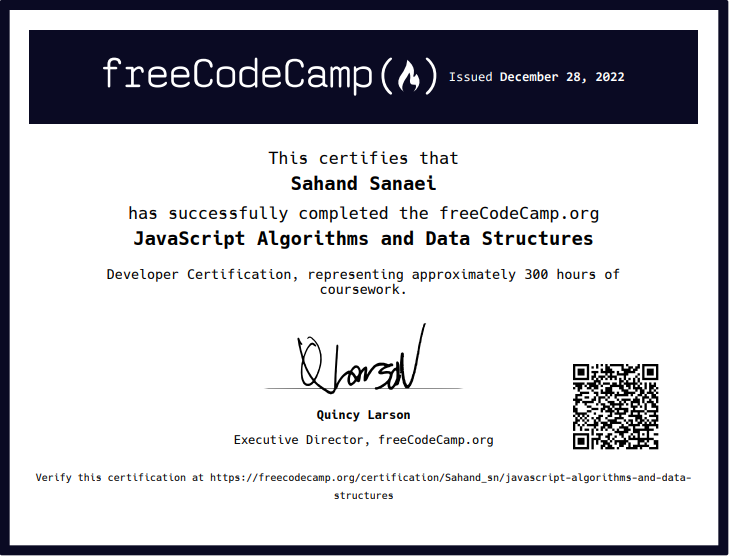 freeCodeCamp Issued December 28, 2022
This certifies that
Sahand Sanaei
has successfully completed the freeCodeCamp.org
JavaScript Algorithms and Data Structures
Developer Certification, representing approximately 300 hours of
coursework.
Q Larson
Quincy Larson
Executive Director, freeCodeCamp.org
Verify this certification at https://freecodecamp.org/certification/Sahand_sn/javascript-algorithms-and-data-
structures